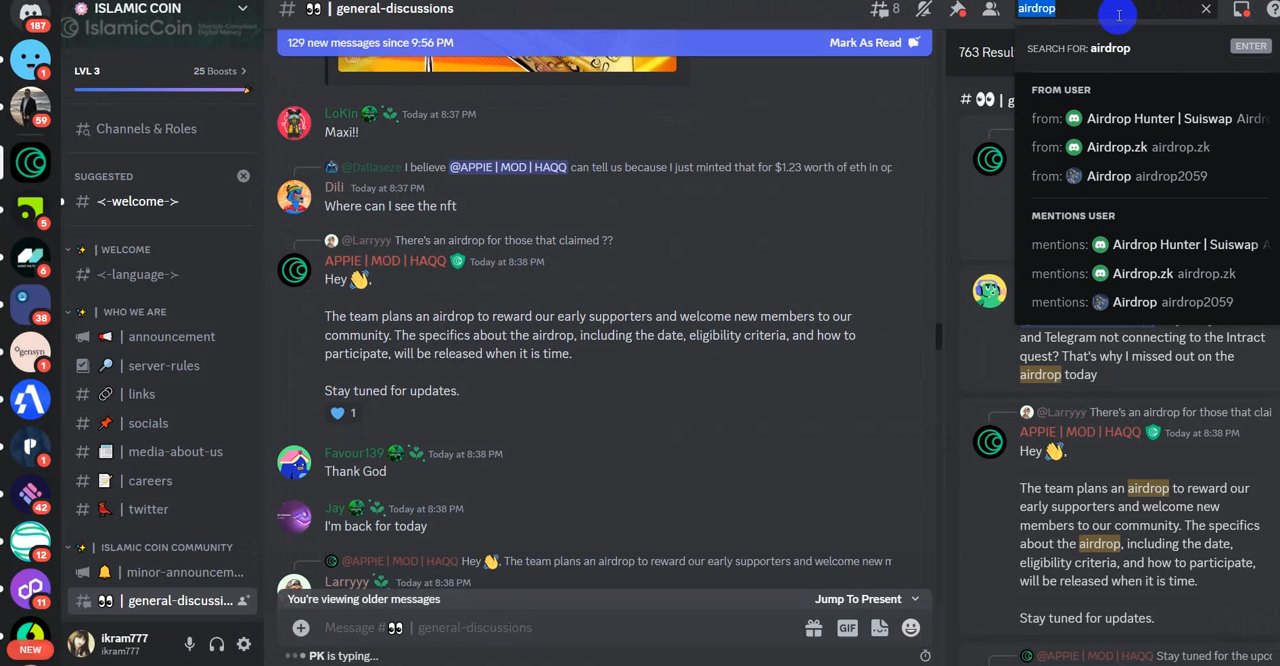 187
1
59
5
6
38
gensyn
1
1
42
12
11
NEW
ISLAMIC COIN
IslamicCoin
LVL 3
25 Boosts >
Channels & Roles
SUGGESTED
≺-welcome-≻
✨ | WELCOME
≺-language-≻
✨ | WHO WE ARE
📢 | announcement
🔎 | server-rules
🔗 | links
📌 | socials
📰 | media-about-us
📝 | careers
🐦 | twitter
✨ | ISLAMIC COIN COMMUNITY
🔔 | minor-announcem...
👀 | general-discussi...
ikram777
ikram777
# 👀 | general-discussions
8
129 new messages since 9:56 PM
Mark As Read
LoKin Today at 8:37 PM
Maxi!!
@Dallaseze I believe @APPIE | MOD | HAQQ can tell us because I just minted that for $1.23 worth of eth in op
Dili Today at 8:37 PM
Where can I see the nft
@Larryyy There's an airdrop for those that claimed ??
APPIE | MOD | HAQQ Today at 8:38 PM
Hey 👋,
The team plans an airdrop to reward our early supporters and welcome new members to our
community. The specifics about the airdrop, including the date, eligibility criteria, and how to
participate, will be released when it is time.
Stay tuned for updates.
💙 1
Favour139 Today at 8:38 PM
Thank God
Jay Today at 8:38 PM
I'm back for today
@APPIE | MOD | HAQQ Hey 👋, The team plans an airdrop to reward our early supporters and welcome new m
Larryyy Today at 8:38 PM
You're viewing older messages
Jump To Present
Message # 👀 | general-discussions
GIF
PK is typing...
airdrop
763 Resul
SEARCH FOR: airdrop
ENTER
# 👀 | g
FROM USER
from: Airdrop Hunter | Suiswap Airdr
from: Airdrop.zk airdrop.zk
from: Airdrop airdrop2059
MENTIONS USER
mentions: Airdrop Hunter | Suiswap A
mentions: Airdrop.zk airdrop.zk
mentions: Airdrop airdrop2059
and Telegram not connecting to the Intract
quest? That's why I missed out on the
airdrop today
@Larryyy There's an airdrop for those that clai
APPIE | MOD | HAQQ Today at 8:38 PM
Hey 👋,
The team plans an airdrop to reward our
early supporters and welcome new
members to our community. The specifics
about the airdrop, including the date,
eligibility criteria, and how to participate,
will be released when it is time.
Stay tuned for updates.
@APPIE | MOD | HAQQ Stay tuned for the upco